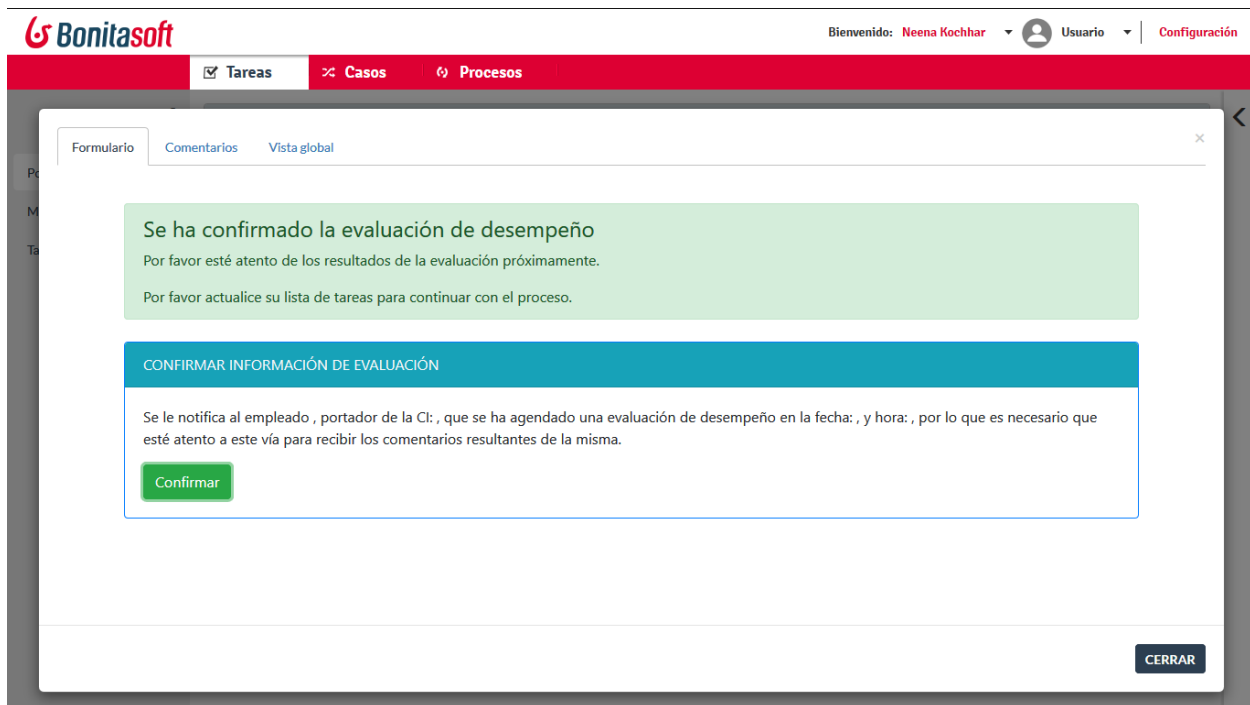 Bonitasoft
Bienvenido: Neena Kochhar Usuario Configuración
Tareas Casos Procesos
Formulario Comentarios Vista global ×
Po
M
Ta
Se ha confirmado la evaluación de desempeño
Por favor esté atento de los resultados de la evaluación próximamente.
Por favor actualice su lista de tareas para continuar con el proceso.
CONFIRMAR INFORMACIÓN DE EVALUACIÓN
Se le notifica al empleado , portador de la CI: , que se ha agendado una evaluación de desempeño en la fecha: , y hora: , por lo que es necesario que
esté atento a este vía para recibir los comentarios resultantes de la misma.
Confirmar
CERRAR